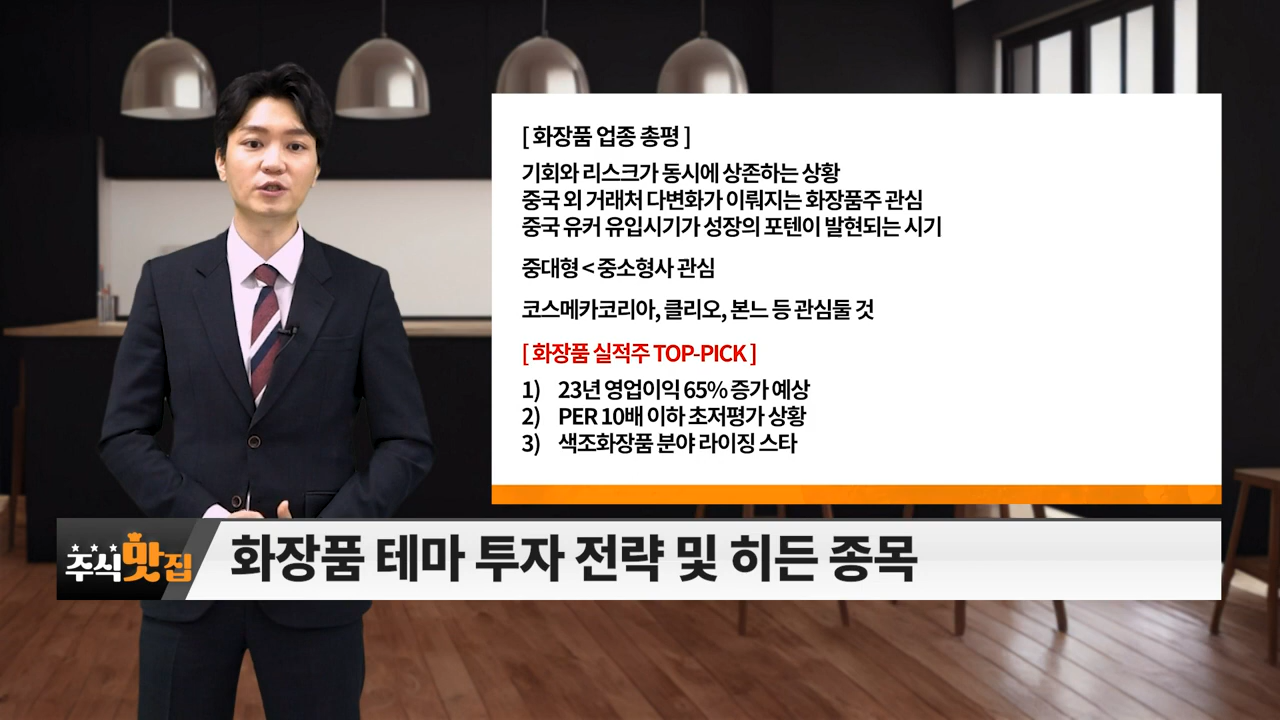 [ 화장품 업종 총평 ]
기회와 리스크가 동시에 상존하는 상황
중국 외 거래처 다변화가 이뤄지는 화장품주 관심
중국 유커 유입시기가 성장의 포텐이 발현되는 시기
중대형 < 중소형사 관심
코스메카코리아, 클리오, 본느 등 관심둘 것
[ 화장품 실적주 TOP-PICK ]
1) 23년 영업이익 65% 증가 예상
2) PER 10배 이하 초저평가 상황
3) 색조화장품 분야 라이징 스타
주식맛집
화장품 테마 투자 전략 및 히든 종목